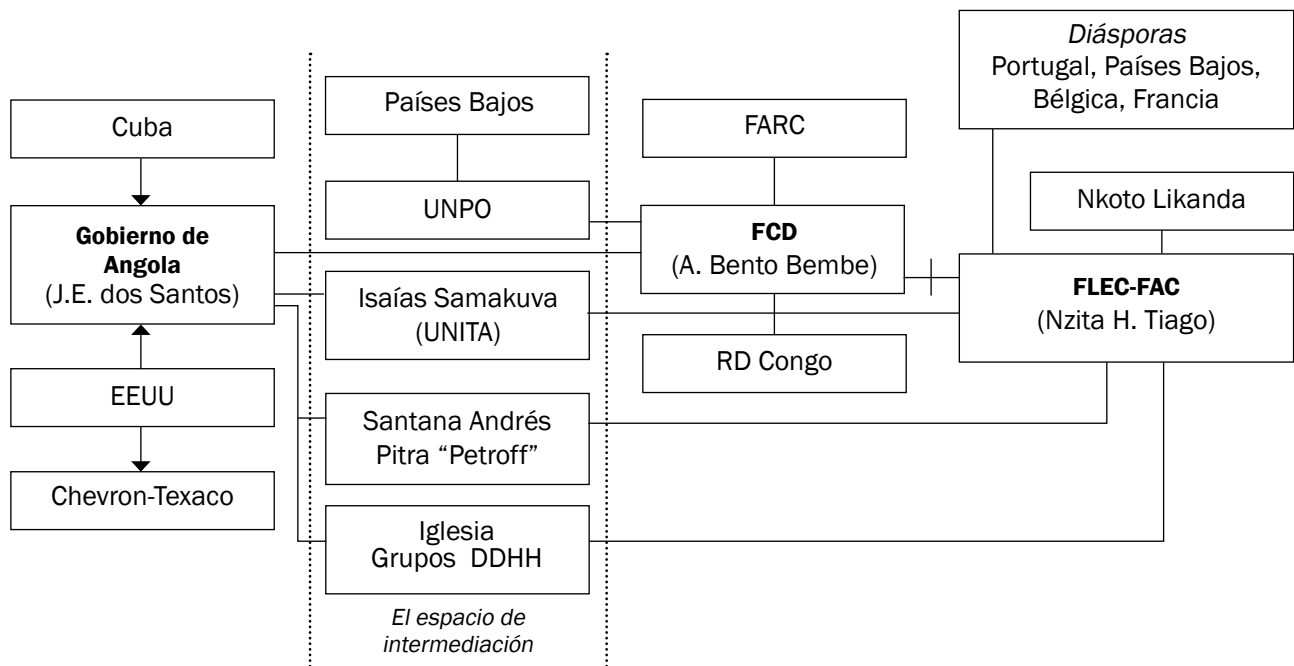 Cuba
Gobierno de
Angola
(J.E. dos Santos)
EEUU
Chevron-Texaco
Países Bajos
UNPO
Isaías Samakuva
(UNITA)
Santana Andrés
Pitra “Petroff”
Iglesia
Grupos DDHH
El espacio de
intermediación
FARC
FCD
(A. Bento Bembe)
RD Congo
Diásporas
Portugal, Países Bajos,
Bélgica, Francia
Nkoto Likanda
FLEC-FAC
(Nzita H. Tiago)